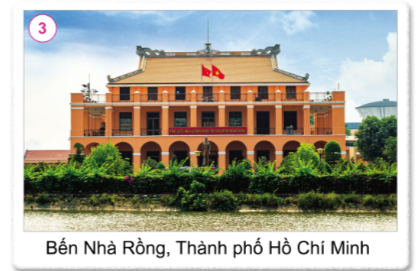 3
Bến Nhà Rồng, Thành phố Hồ Chí Minh